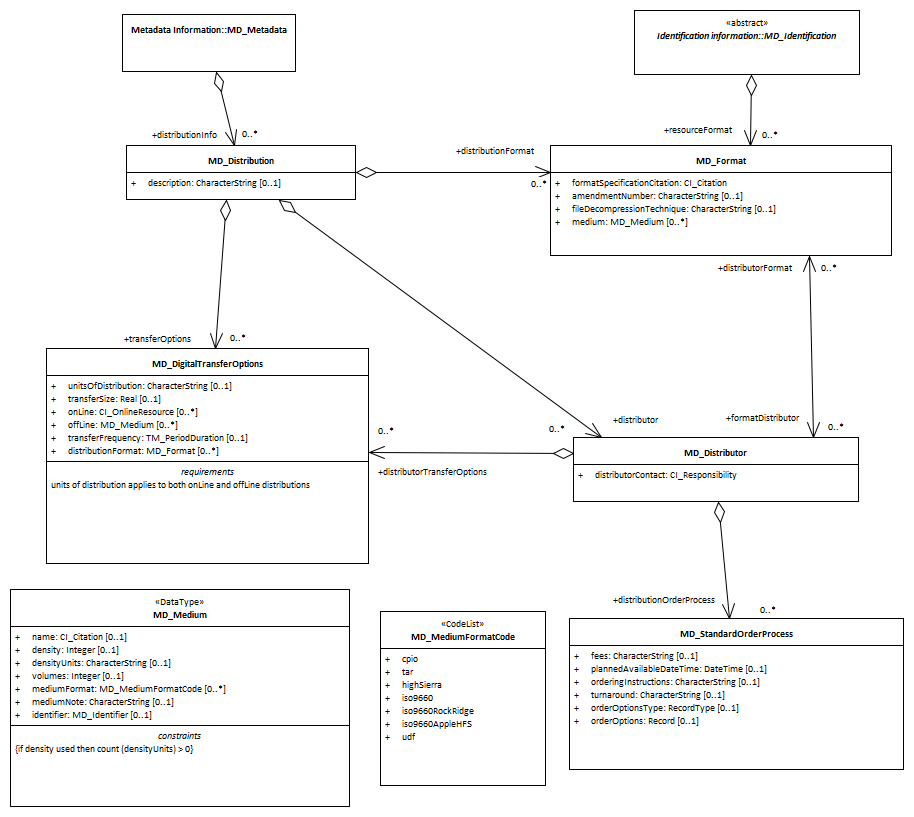 Metadata Information::MD_Metadata
«abstract»
Identification information::MD_Identification
+distributionInfo 0..*
+resourceFormat 0..*
MD_Distribution
+ description: CharacterString [0..1]
+distributionFormat
0..*
MD_Format
+ formatSpecificationCitation: CI_Citation
+ amendmentNumber: CharacterString [0..1]
+ fileDecompressionTechnique: CharacterString [0..1]
+ medium: MD_Medium [0..*]
+distributorFormat 0..*
+transferOptions 0..*
MD_DigitalTransferOptions
+ unitsOfDistribution: CharacterString [0..1]
+ transferSize: Real [0..1]
+ onLine: CI_OnlineResource [0..*]
+ offLine: MD_Medium [0..*]
+ transferFrequency: TM_PeriodDuration [0..1]
+ distributionFormat: MD_Format [0..*]
requirements
units of distribution applies to both onLine and offLine distributions
0..*
+distributorTransferOptions
0..*
+distributor
+formatDistributor 0..*
MD_Distributor
+ distributorContact: CI_Responsibility
+distributionOrderProcess 0..*
«DataType»
MD_Medium
+ name: CI_Citation [0..1]
+ density: Integer [0..1]
+ densityUnits: CharacterString [0..1]
+ volumes: Integer [0..1]
+ mediumFormat: MD_MediumFormatCode [0..*]
+ mediumNote: CharacterString [0..1]
+ identifier: MD_Identifier [0..1]
constraints
{if density used then count (densityUnits) > 0}
«CodeList»
MD_MediumFormatCode
+ cpio
+ tar
+ highSierra
+ iso9660
+ iso9660RockRidge
+ iso9660AppleHFS
+ udf
MD_StandardOrderProcess
+ fees: CharacterString [0..1]
+ plannedAvailableDateTime: DateTime [0..1]
+ orderingInstructions: CharacterString [0..1]
+ turnaround: CharacterString [0..1]
+ orderOptionsType: RecordType [0..1]
+ orderOptions: Record [0..1]